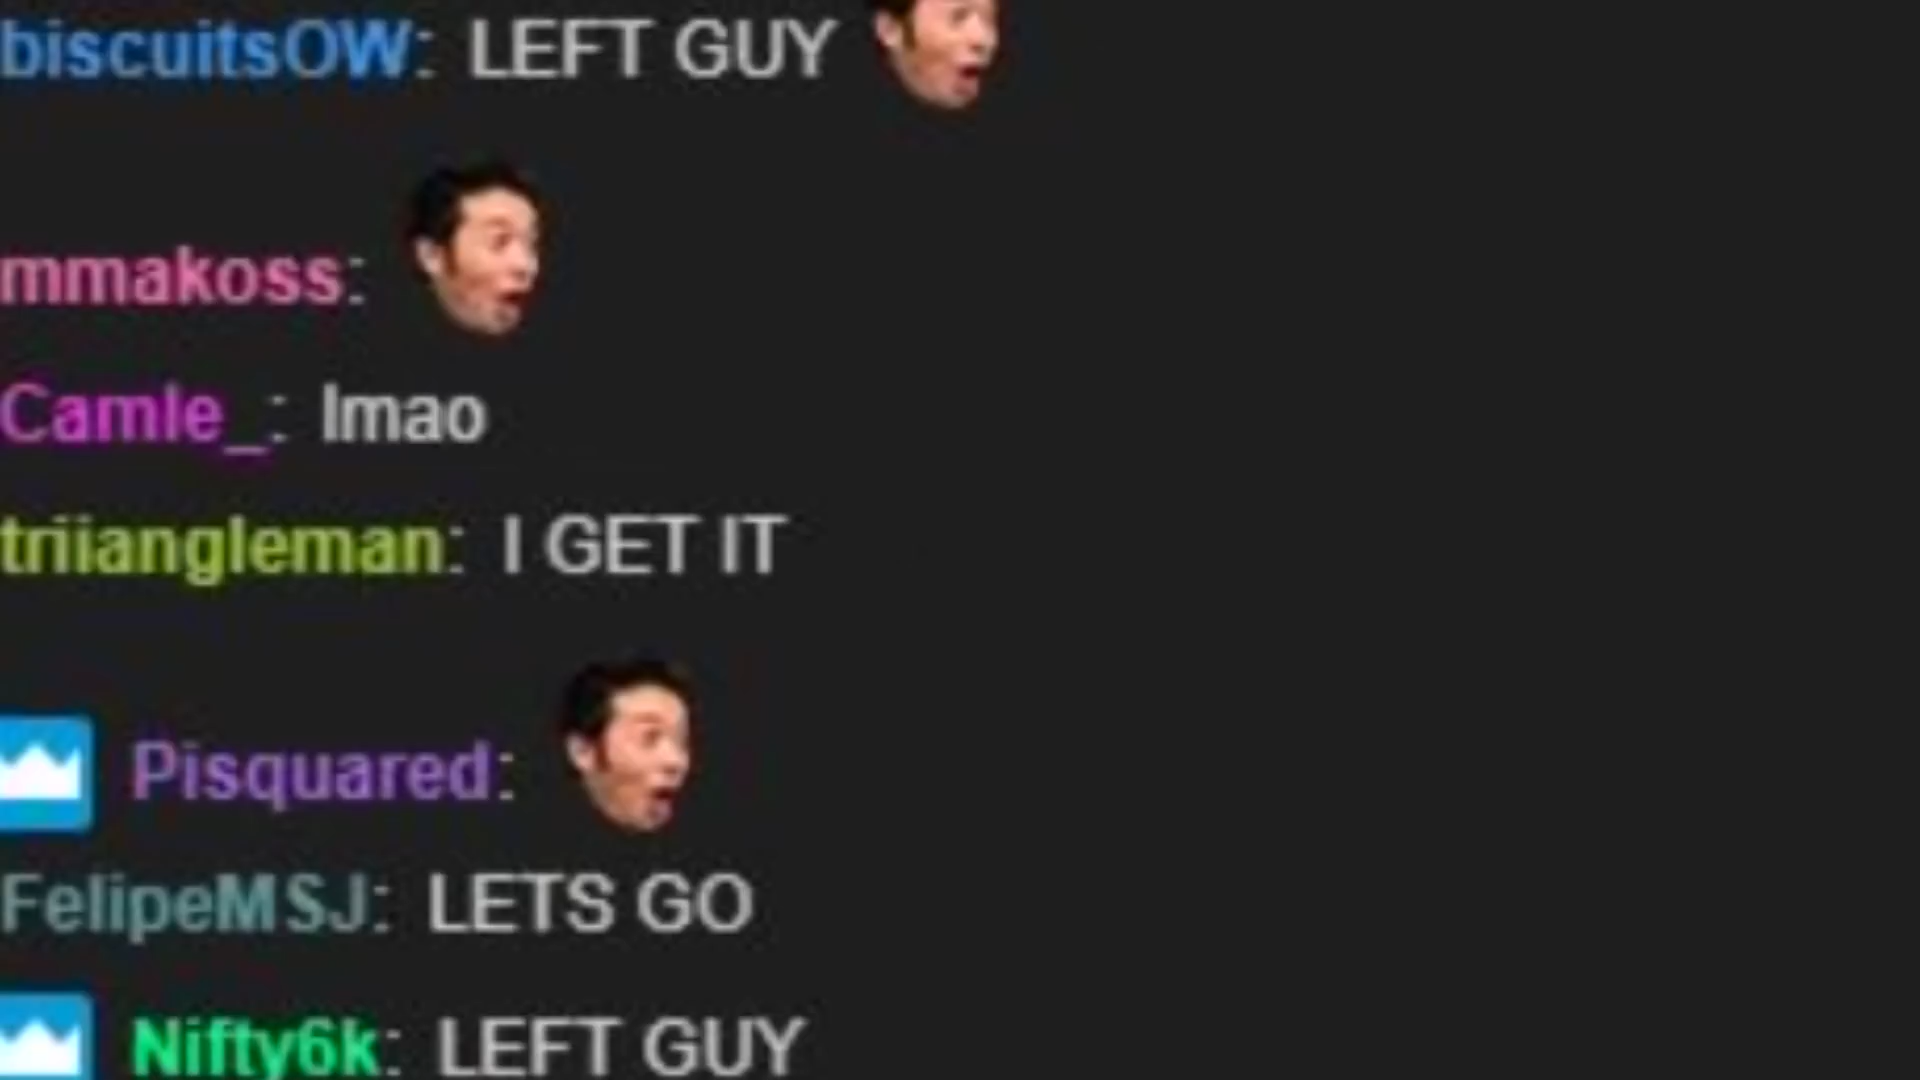 biscuitsOW: LEFT GUY
mmakoss:
Camle_: lmao
triiangleman: I GET IT
Pisquared:
FelipeMSJ: LETS GO
Nifty6k: LEFT GUY